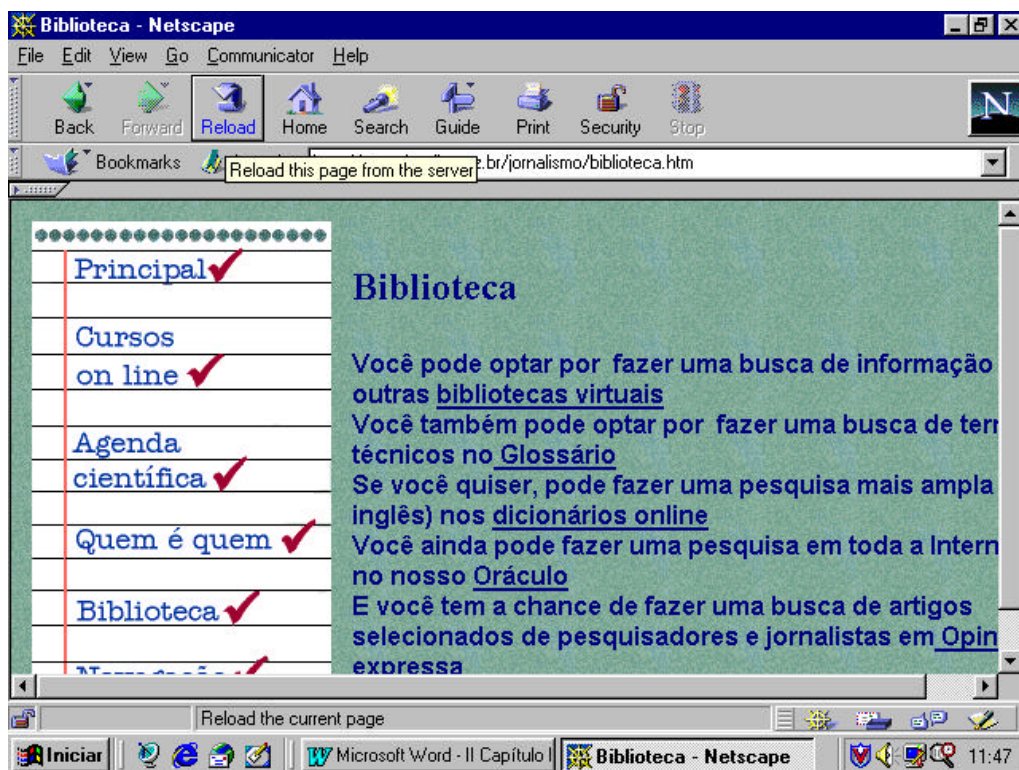 Biblioteca - Netscape
File Edit View Go Communicator Help
Back Forward Reload Home Search Guide Print Security Stop
N
Bookmarks
.br/jornalismo/biblioteca.htm
Reload this page from the server
Principal
Cursos
on line
Agenda
científica
Quem é quem
Biblioteca
Navegação
Biblioteca
Você pode optar por fazer uma busca de informação
outras bibliotecas virtuais
Você também pode optar por fazer uma busca de terr
técnicos no Glossário
Se você quiser, pode fazer uma pesquisa mais ampla
inglês) nos dicionários online
Você ainda pode fazer uma pesquisa em toda a Intern
no nosso Oráculo
E você tem a chance de fazer uma busca de artigos
selecionados de pesquisadores e jornalistas em Opin
expressa
Reload the current page
Iniciar Microsoft Word - II Capítulo Biblioteca - Netscape 11:47